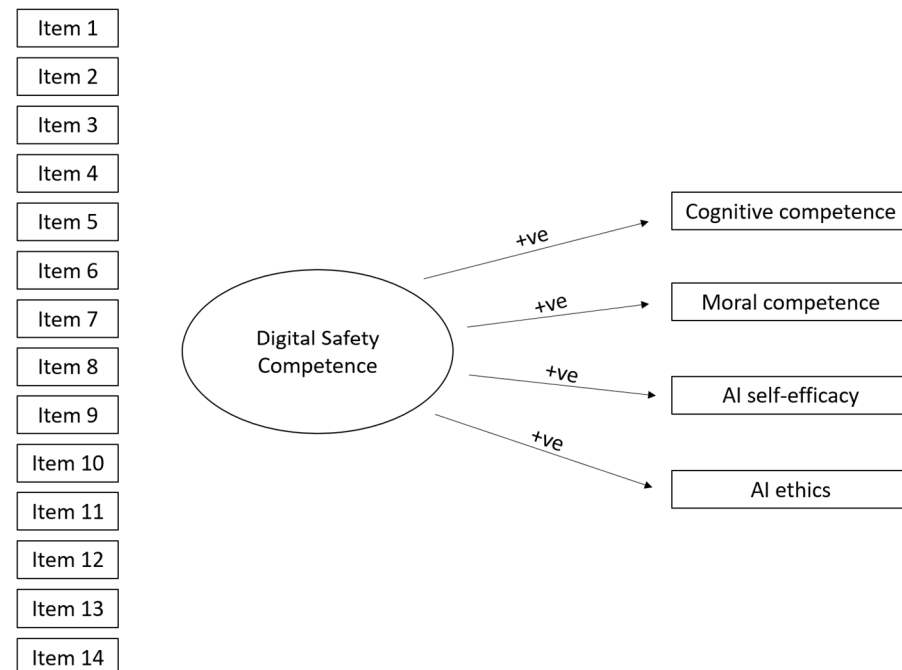 Item 1
Item 2
Item 3
Item 4
Item 5
Item 6
Item 7
Item 8
Item 9
Item 10
Item 11
Item 12
Item 13
Item 14
Digital Safety
Competence
+ve
+ve
+ve
+ve
Cognitive competence
Moral competence
AI self-efficacy
AI ethics